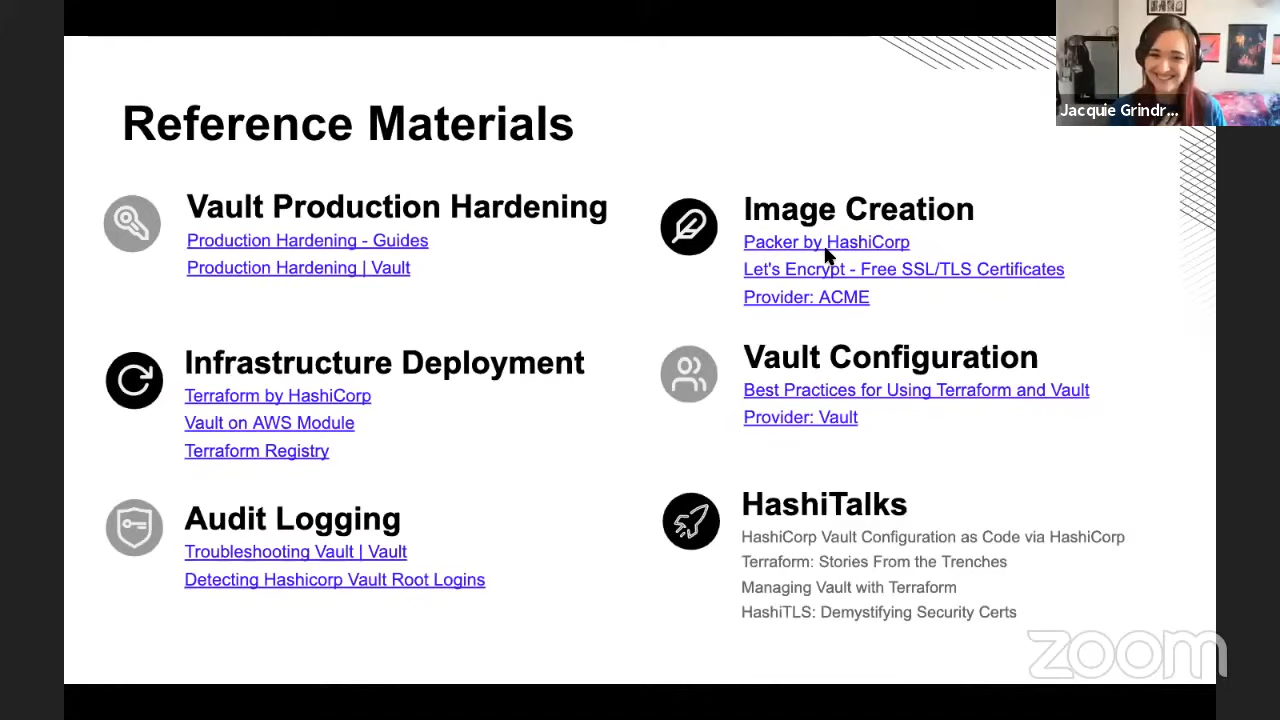 Jacquie Grindr...
Reference Materials
Vault Production Hardening
Production Hardening - Guides
Production Hardening | Vault
Image Creation
Packer by HashiCorp
Let's Encrypt - Free SSL/TLS Certificates
Provider: ACME
Infrastructure Deployment
Terraform by HashiCorp
Vault on AWS Module
Terraform Registry
Vault Configuration
Best Practices for Using Terraform and Vault
Provider: Vault
Audit Logging
Troubleshooting Vault | Vault
Detecting Hashicorp Vault Root Logins
HashiTalks
HashiCorp Vault Configuration as Code via HashiCorp
Terraform: Stories From the Trenches
Managing Vault with Terraform
HashiTLS: Demystifying Security Certs
zoom